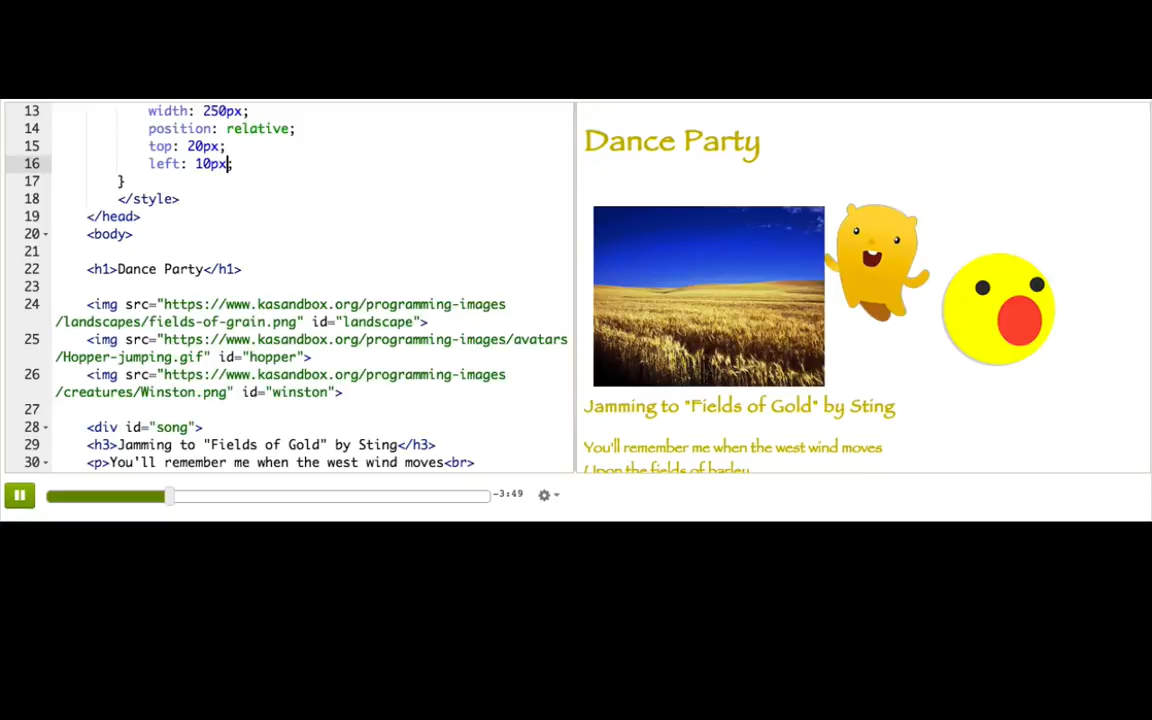 13 width: 250px;
14 position: relative;
15 top: 20px;
16 left: 10px;
17 }
18 </style>
19 </head>
20 <body>
21
22 <h1>Dance Party</h1>
23
24 <img src="https://www.kasandbox.org/programming-images
/landscapes/fields-of-grain.png" id="landscape">
25 <img src="https://www.kasandbox.org/programming-images/avatars
/Hopper-jumping.gif" id="hopper">
26 <img src="https://www.kasandbox.org/programming-images
/creatures/Winston.png" id="winston">
27
28 <div id="song">
29 <h3>Jamming to "Fields of Gold" by Sting</h3>
30 <p>You'll remember me when the west wind moves<br>
Dance Party
Jamming to "Fields of Gold" by Sting
You'll remember me when the west wind moves
Upon the fields of barley
-3:49